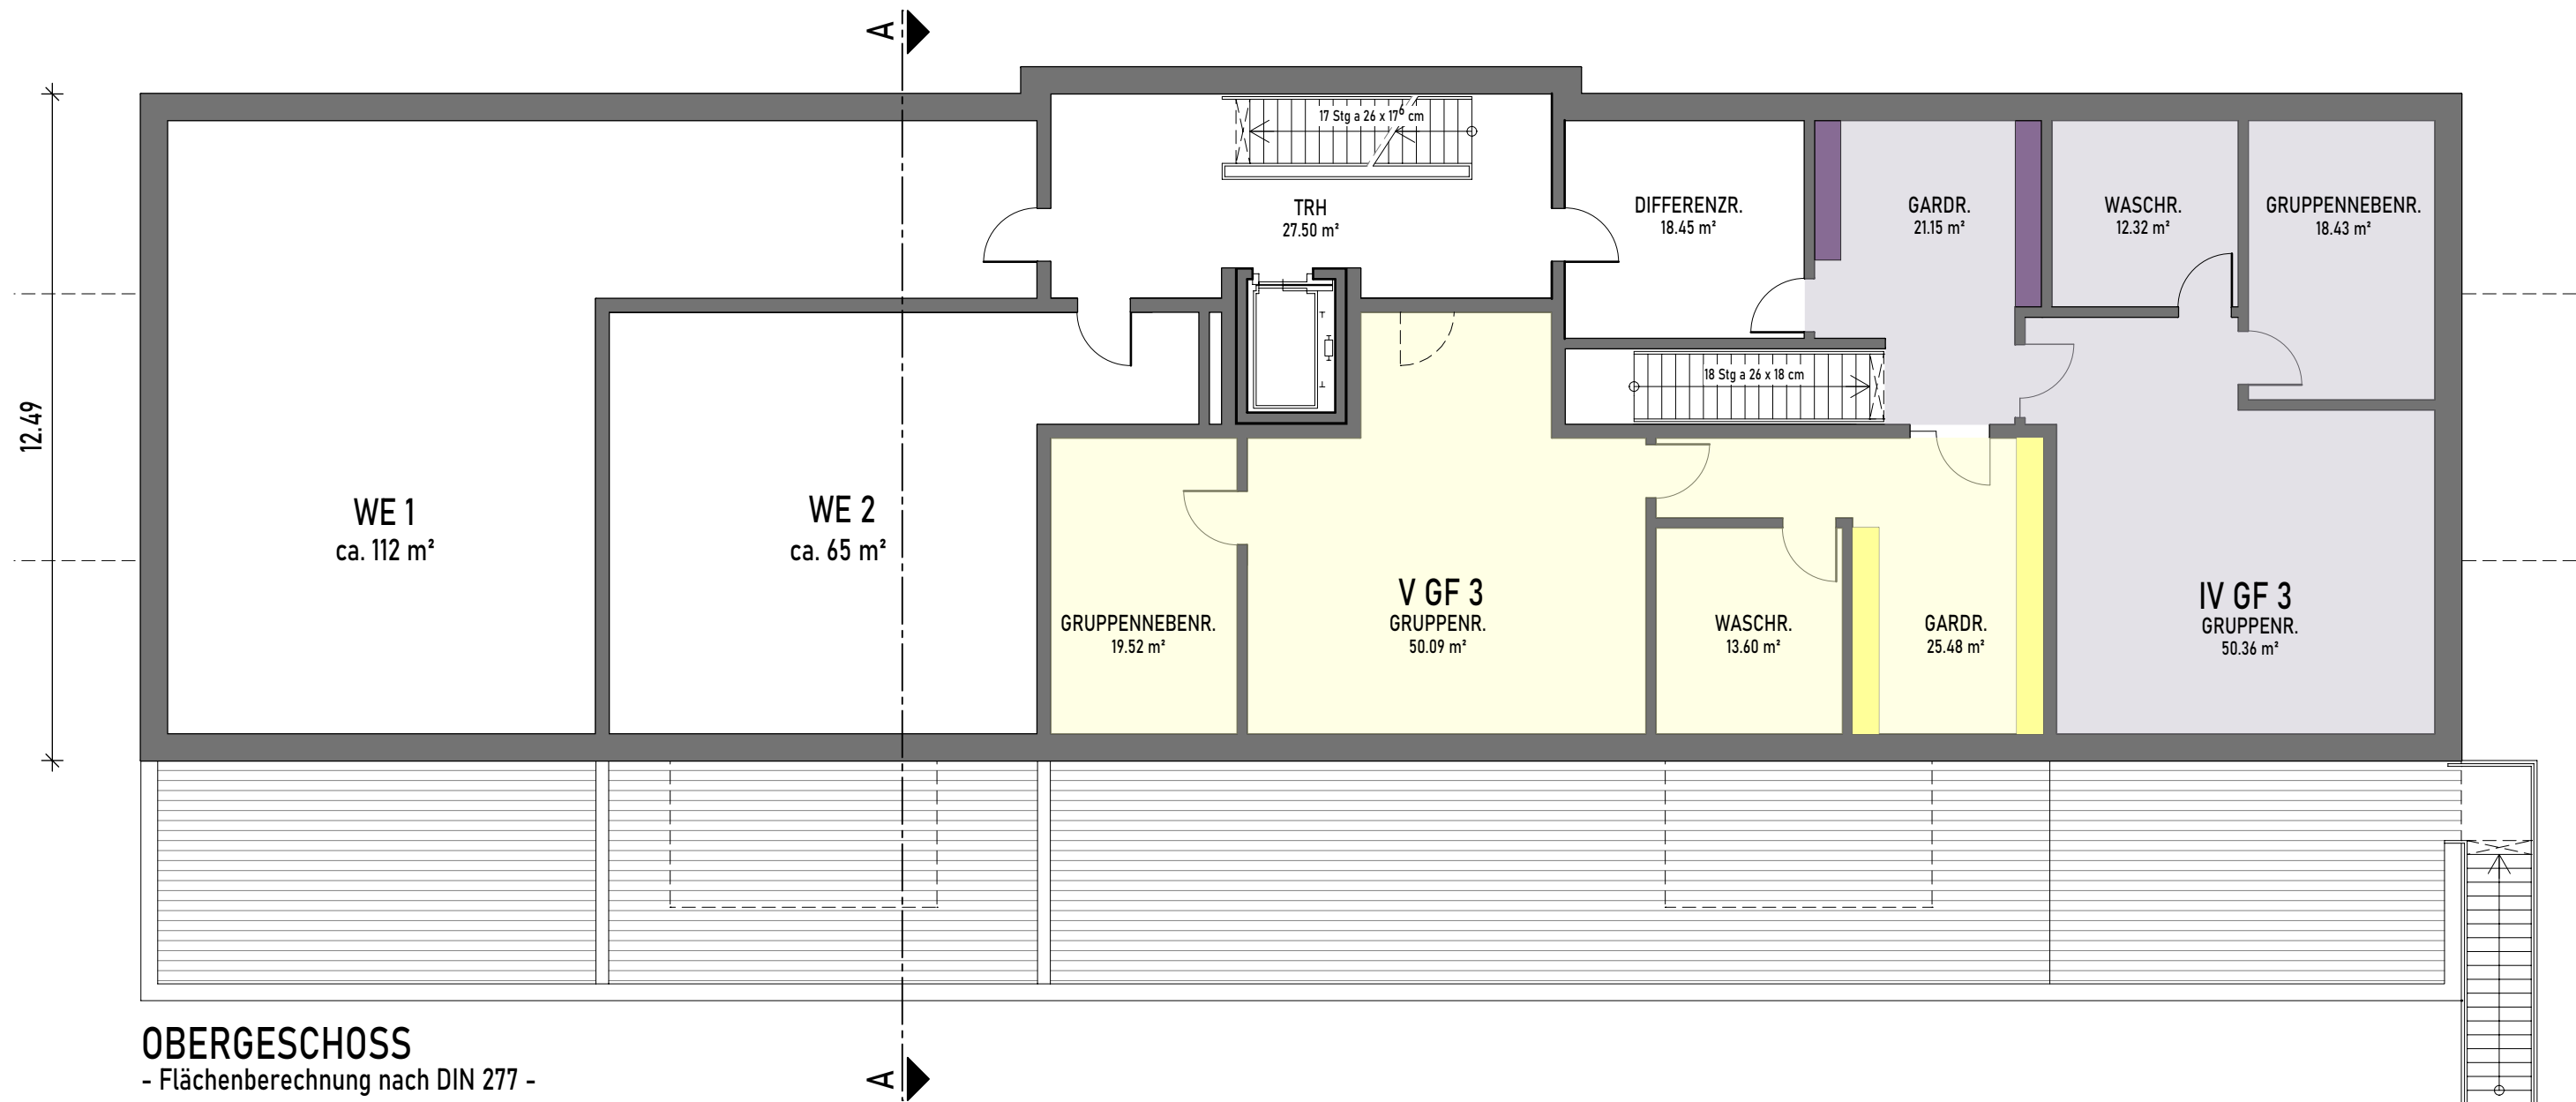 A
17 Stg a 26 x 17⁶ cm
TRH
27.50 m²
DIFFERENZR.
18.45 m²
GARDR.
21.15 m²
WASCHR.
12.32 m²
GRUPPENNEBENR.
18.43 m²
18 Stg a 26 x 18 cm
12.49
WE 1
ca. 112 m²
WE 2
ca. 65 m²
GRUPPENNEBENR.
19.52 m²
V GF 3
GRUPPENR.
50.09 m²
WASCHR.
13.60 m²
GARDR.
25.48 m²
IV GF 3
GRUPPENR.
50.36 m²
OBERGESCHOSS
- Flächenberechnung nach DIN 277 -
A